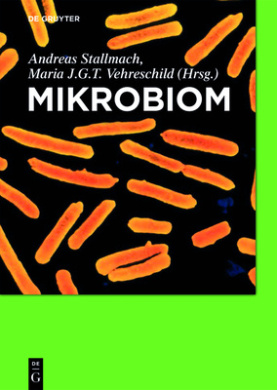 DE GRUYTER
Andreas Stallmach,
Maria J.G.T. Vehreschild (Hrsg.)
MIKROBIOM
DE
G